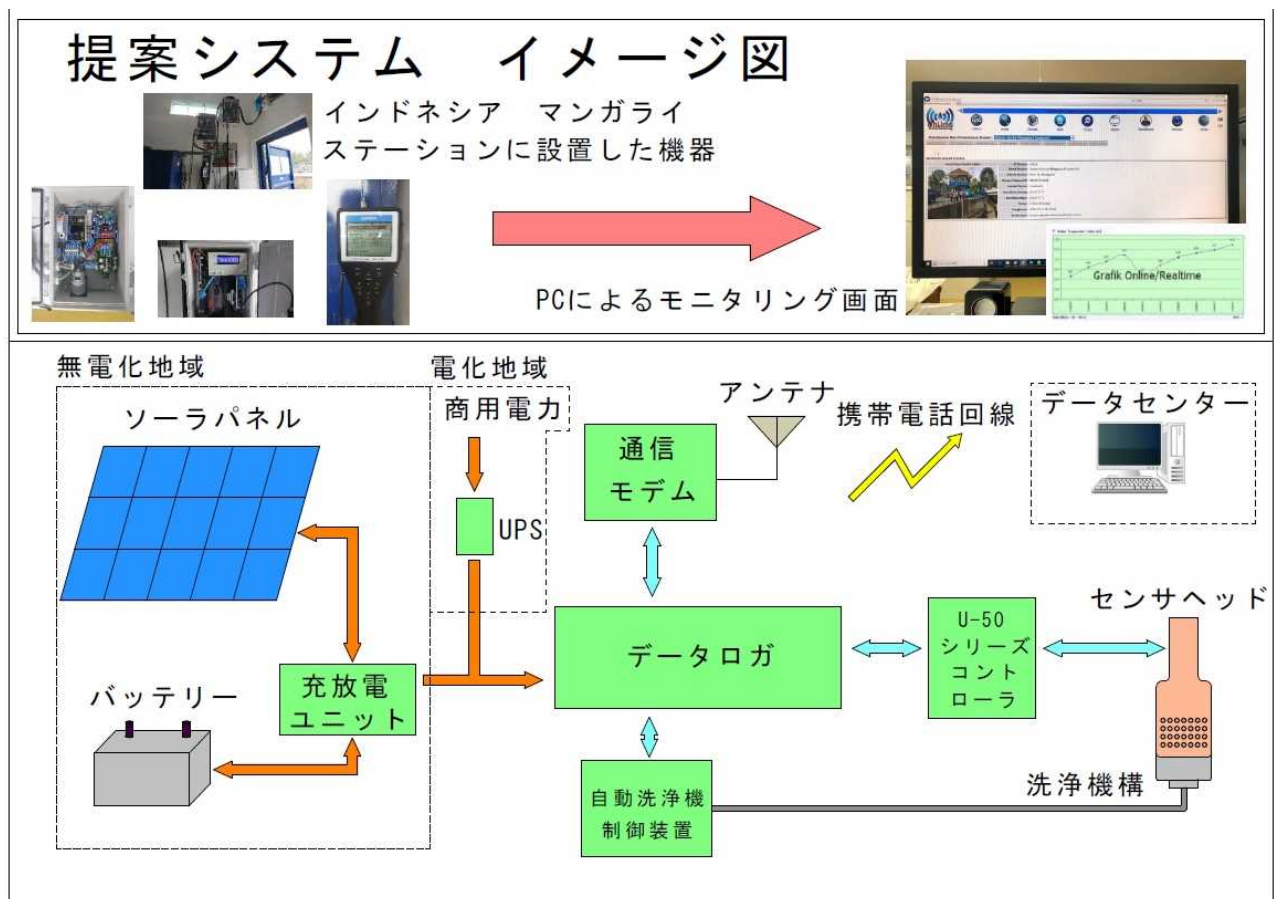 提案システム　イメージ図
インドネシア　マンガライ
ステーションに設置した機器
PCによるモニタリング画面
Grafik Online/Realtime
無電化地域
電化地域
ソーラパネル
商用電力
UPS
バッテリー
充放電
ユニット
アンテナ
通信
モデム
携帯電話回線
データセンター
データロガ
U-50
シリーズ
コント
ローラ
センサヘッド
自動洗浄機
制御装置
洗浄機構